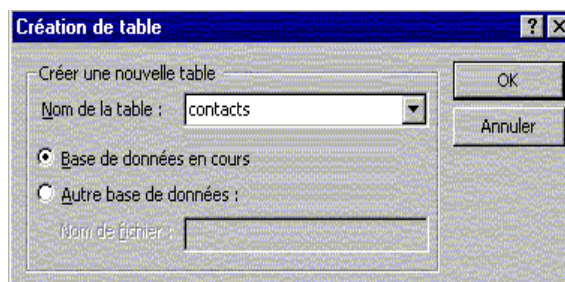 Création de table
Créer une nouvelle table
OK
Nom de la table : contacts
Annuler
Base de données en cours
Autre base de données :
Nom de fichier :